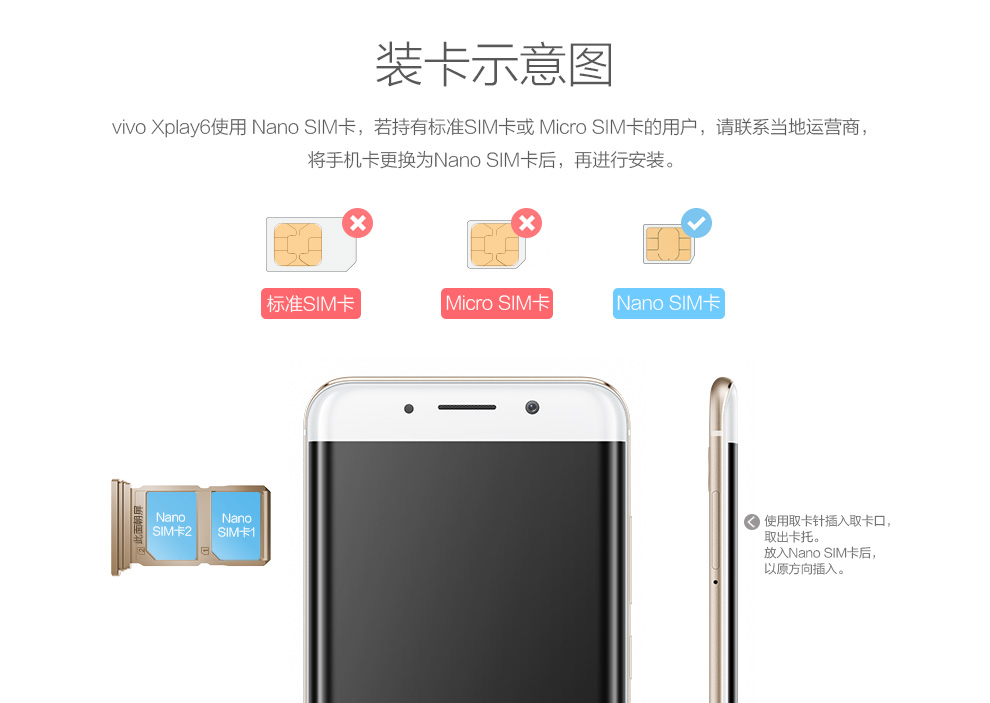 装卡示意图
vivo Xplay6使用 Nano SIM卡，若持有标准SIM卡或 Micro SIM卡的用户，请联系当地运营商，
将手机卡更换为Nano SIM卡后，再进行安装。
标准SIM卡
Micro SIM卡
Nano SIM卡
此面朝屏
2
Nano
SIM卡2
1
Nano
SIM卡1
使用取卡针插入取卡口，
取出卡托。
放入Nano SIM卡后，
以原方向插入。